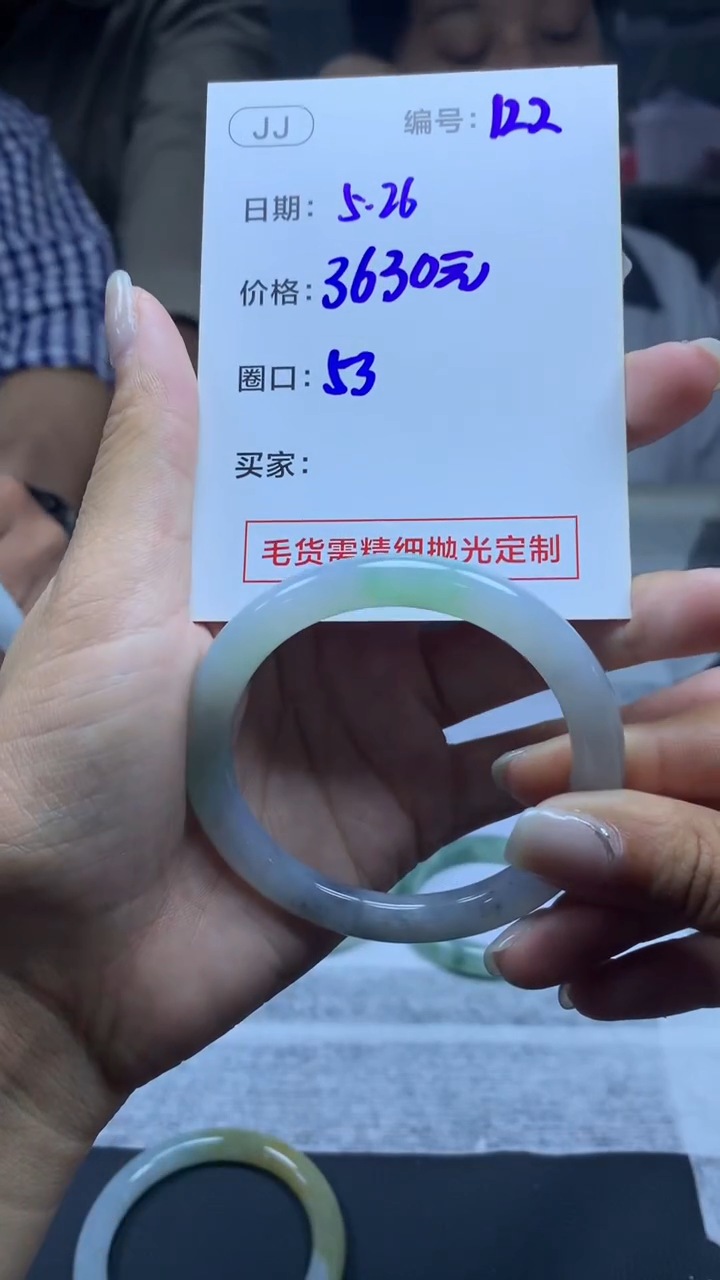 JJ
编号: 122
日期: 5.26
价格: 3630元
圈口: 53
买家:
毛货需精细抛光定制